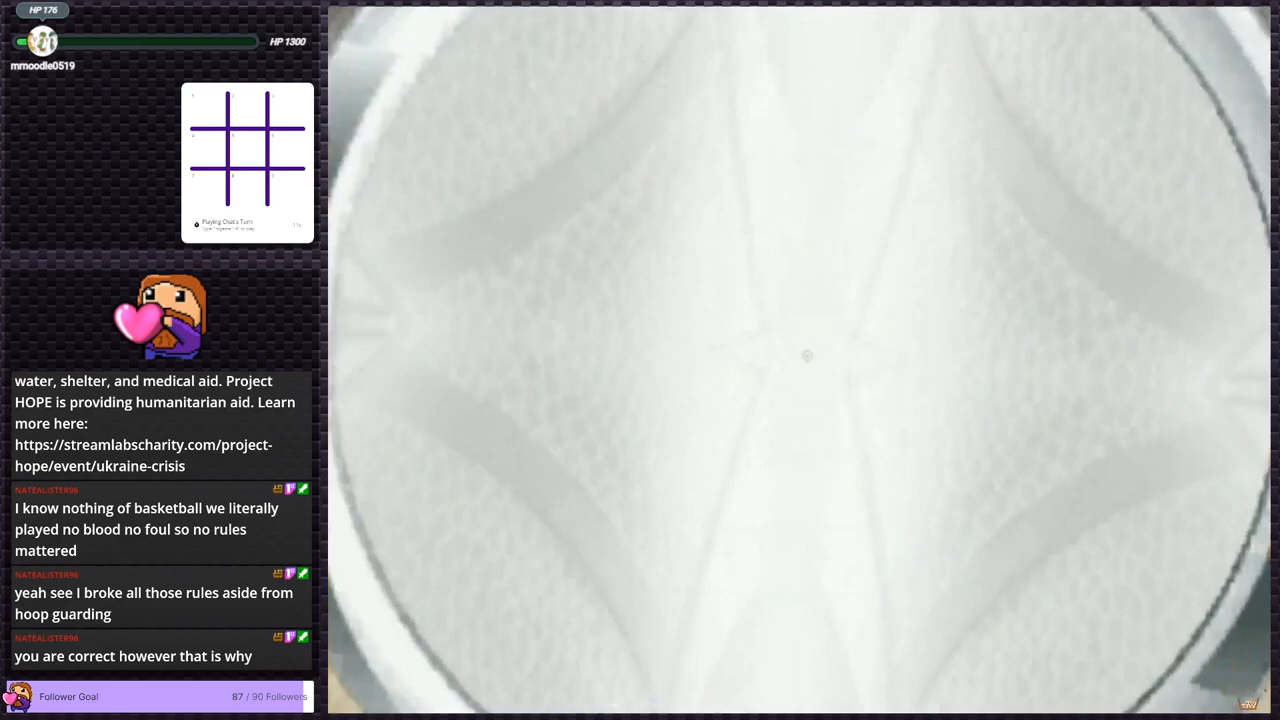 HP 176
HP 1300
mrmoodle0519
Playing Chat's Turn
water, shelter, and medical aid. Project
HOPE is providing humanitarian aid. Learn
more here:
https://streamlabscharity.com/project-
hope/event/ukraine-crisis
NATEALISTER96
I know nothing of basketball we literally
played no blood no foul so no rules
mattered
NATEALISTER96
yeah see I broke all those rules aside from
hoop guarding
NATEALISTER96
you are correct however that is why
Follower Goal
87 / 90 Followers